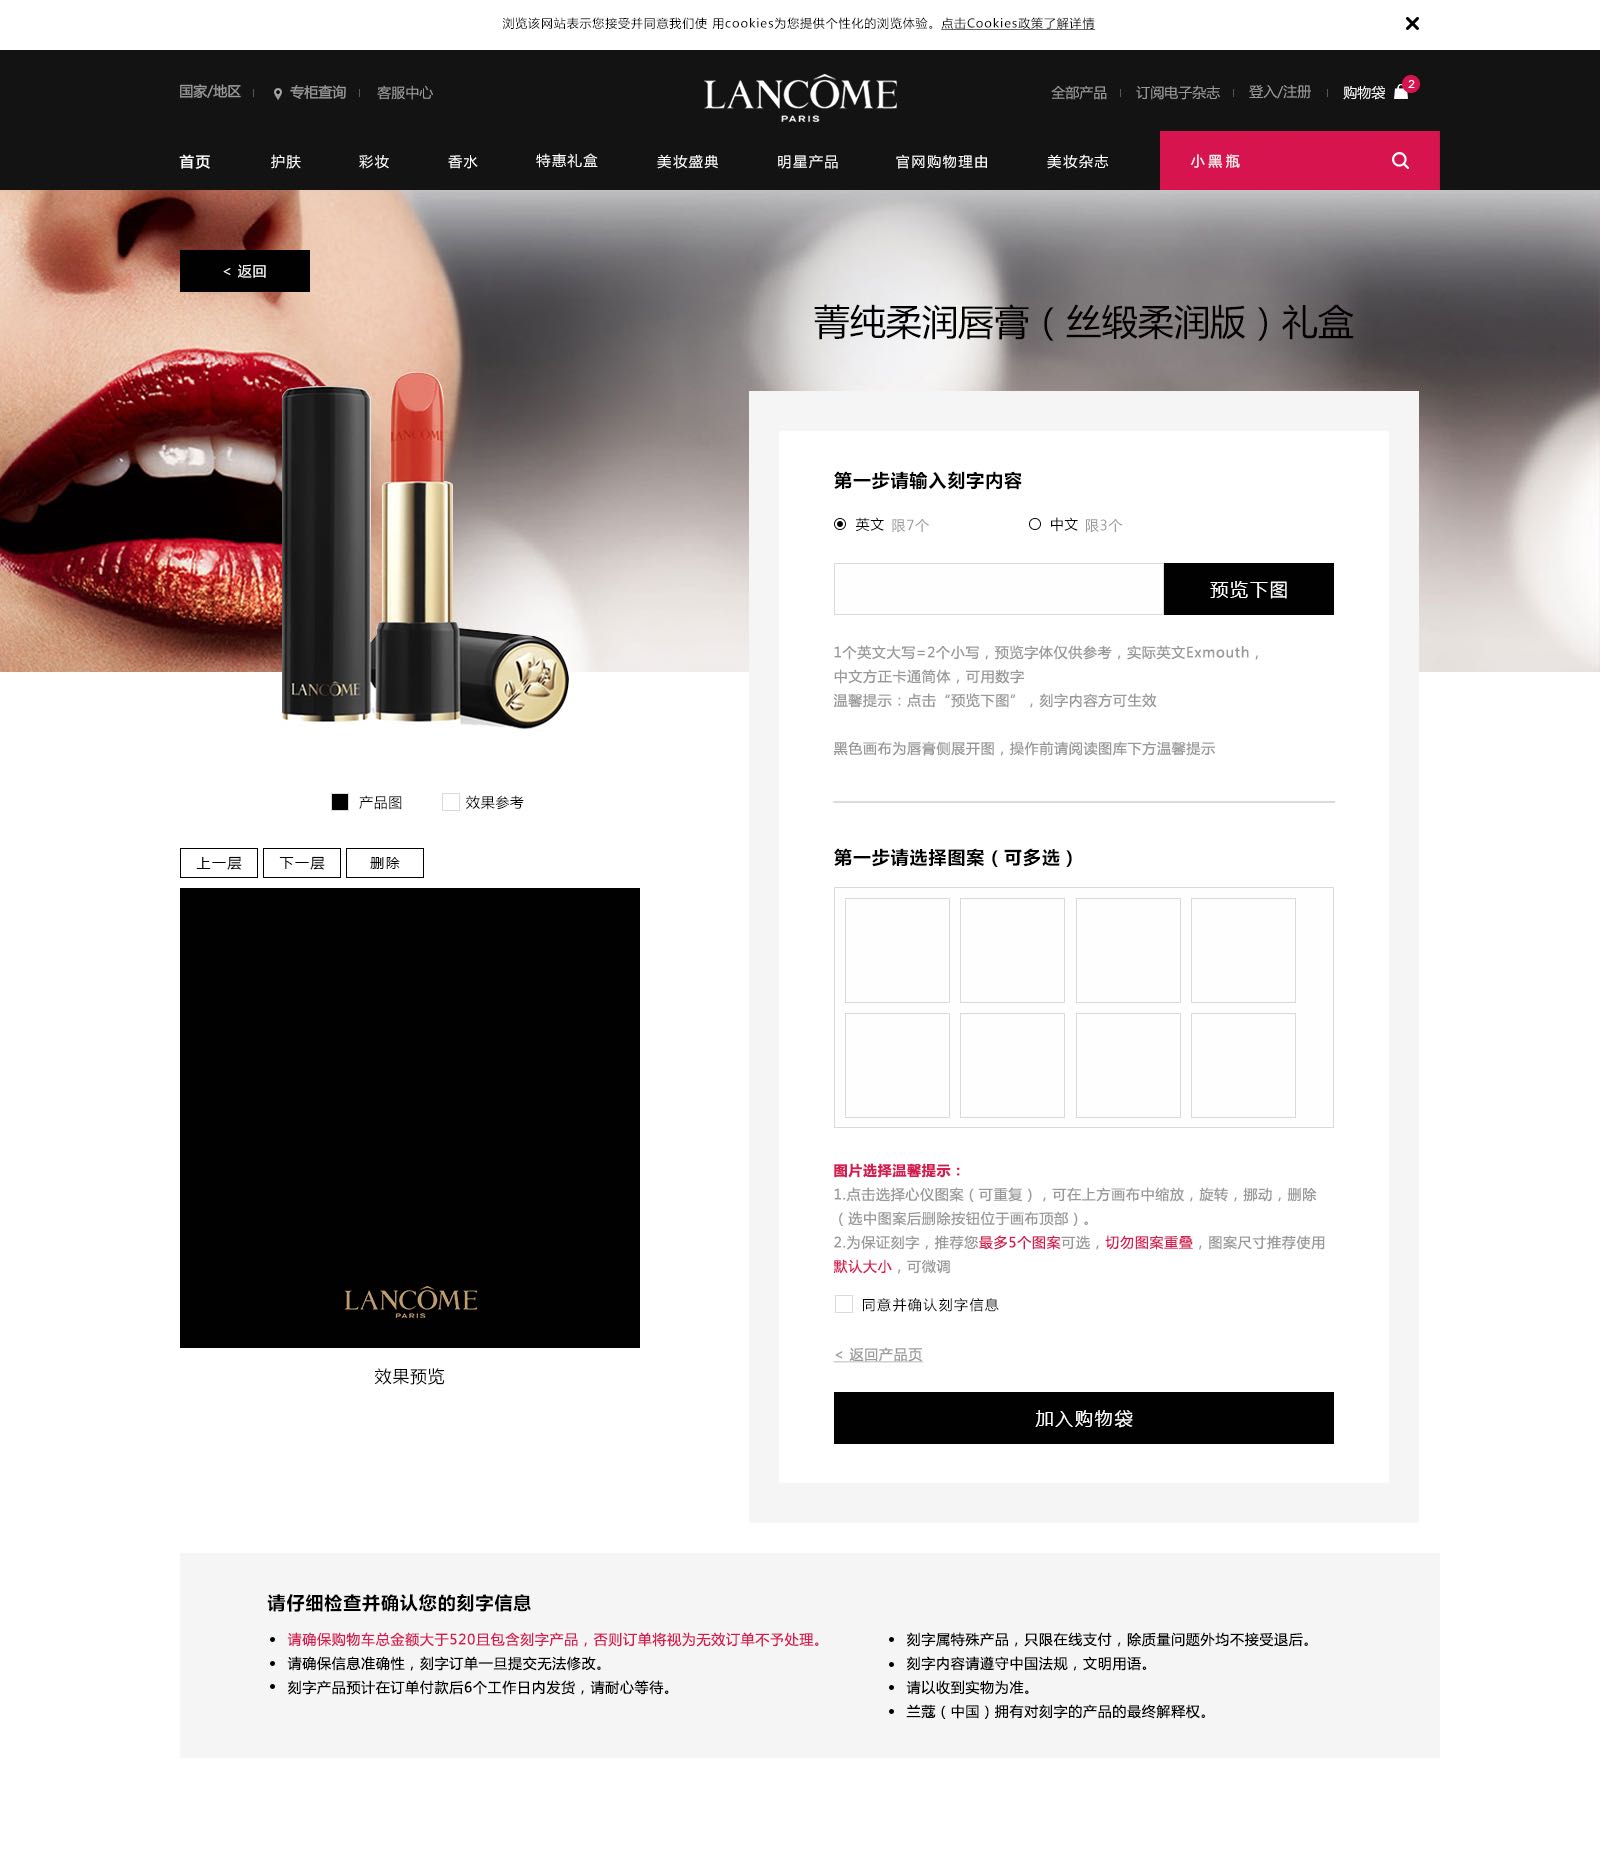 浏览该网站表示您接受并同意我们使 用cookies为您提供个性化的浏览体验。点击Cookies政策了解详情
国家/地区
专柜查询
客服中心
LANCÔME
PARIS
全部产品
订阅电子杂志
登入/注册
购物袋
2
首页
护肤
彩妆
香水
特惠礼盒
美妆盛典
明星产品
官网购物理由
美妆杂志
小黑瓶
< 返回
菁纯柔润唇膏（丝缎柔润版）礼盒
LANCOME
LANCÔME
产品图
效果参考
上一层
下一层
删除
LANCÔME
PARIS
效果预览
第一步请输入刻字内容
英文 限7个
中文 限3个
预览下图
1个英文大写=2个小写，预览字体仅供参考，实际英文Exmouth，
中文方正卡通简体，可用数字
温馨提示：点击“预览下图”，刻字内容方可生效
黑色画布为唇膏侧展开图，操作前请阅读图库下方温馨提示
第一步请选择图案（可多选）
图片选择温馨提示：
1.点击选择心仪图案（可重复），可在上方画布中缩放，旋转，挪动，删除
（选中图案后删除按钮位于画布顶部）。
2.为保证刻字，推荐您最多5个图案可选，切勿图案重叠，图案尺寸推荐使用
默认大小，可微调
同意并确认刻字信息
< 返回产品页
加入购物袋
请仔细检查并确认您的刻字信息
• 请确保购物车总金额大于520且包含刻字产品，否则订单将视为无效订单不予处理。
• 请确保信息准确性，刻字订单一旦提交无法修改。
• 刻字产品预计在订单付款后6个工作日内发货，请耐心等待。
• 刻字属特殊产品，只限在线支付，除质量问题外均不接受退后。
• 刻字内容请遵守中国法规，文明用语。
• 请以收到实物为准。
• 兰蔻（中国）拥有对刻字的产品的最终解释权。